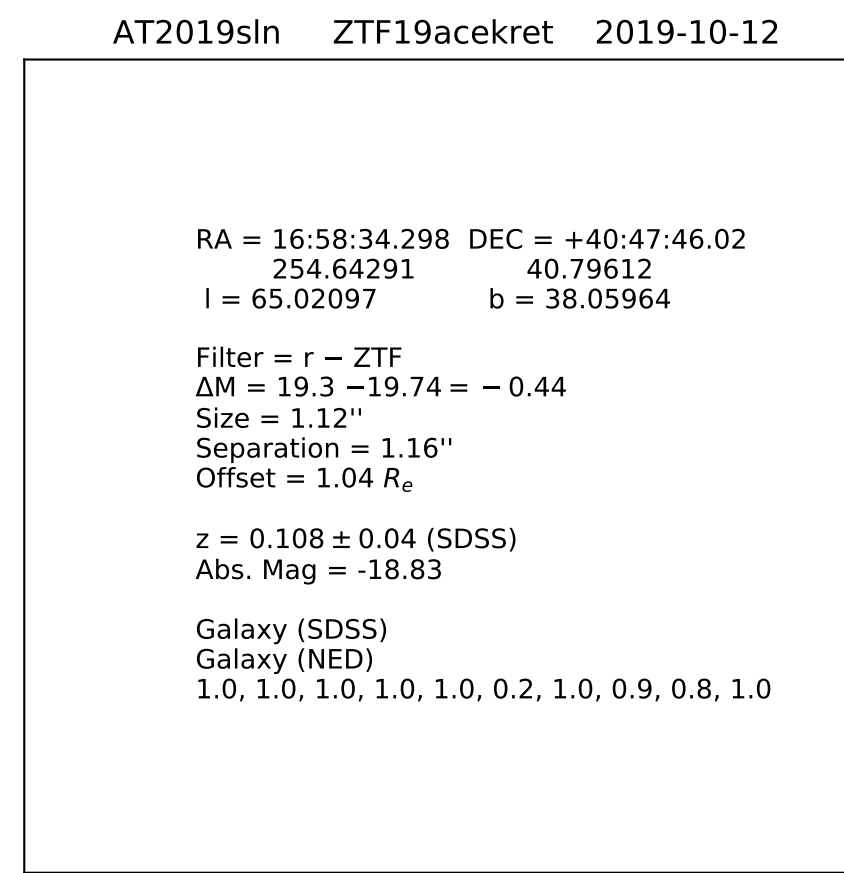 AT2019sln ZTF19acekret 2019-10-12
RA = 16:58:34.298 DEC = +40:47:46.02
254.64291 40.79612
l = 65.02097 b = 38.05964
Filter = r − ZTF
ΔM = 19.3 −19.74 = − 0.44
Size = 1.12''
Separation = 1.16''
Offset = 1.04 Re
z = 0.108 ± 0.04 (SDSS)
Abs. Mag = -18.83
Galaxy (SDSS)
Galaxy (NED)
1.0, 1.0, 1.0, 1.0, 1.0, 0.2, 1.0, 0.9, 0.8, 1.0